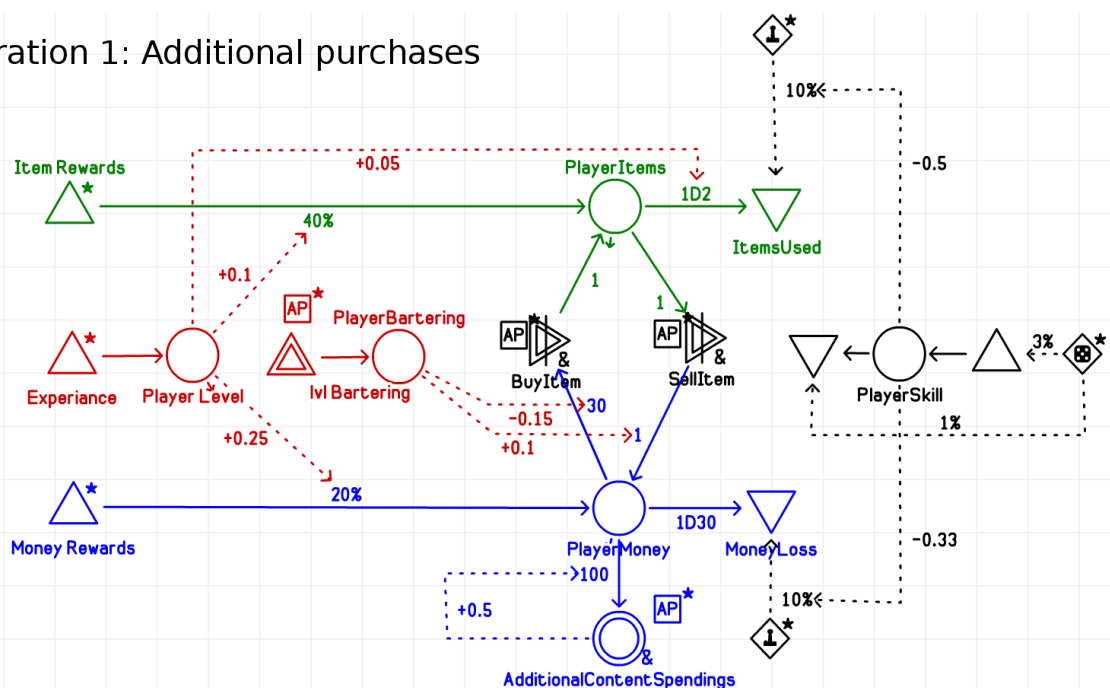 ration 1: Additional purchases
10%
Item Rewards
+0.05
PlayerItems
-0.5
1D2
40%
ItemsUsed
+0.1
1
AP
1
PlayerBartering
AP
AP
3%
&
&
BuyItem
SellItem
Experiance
Player Level
lvl Bartering
PlayerSkill
30
-0.15
1%
+0.25
+0.1
1
20%
1D30
Money Rewards
PlayerMoney
MoneyLoss
-0.33
100
10%
+0.5
AP
&
AdditionalContentSpendings